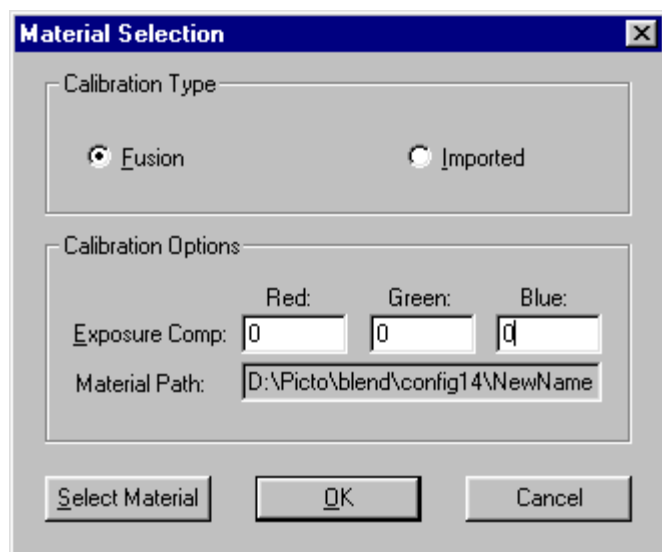 Material Selection
Calibration Type
Fusion Imported
Calibration Options
Red: Green: Blue:
Exposure Comp: 0 0 0
Material Path: D:\Picto\blend\config14\NewName
Select Material OK Cancel